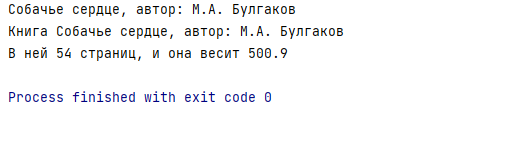 Собачье сердце, автор: М.А. Булгаков
Книга Собачье сердце, автор: М.А. Булгаков
В ней 54 страниц, и она весит 500.9
Process finished with exit code 0